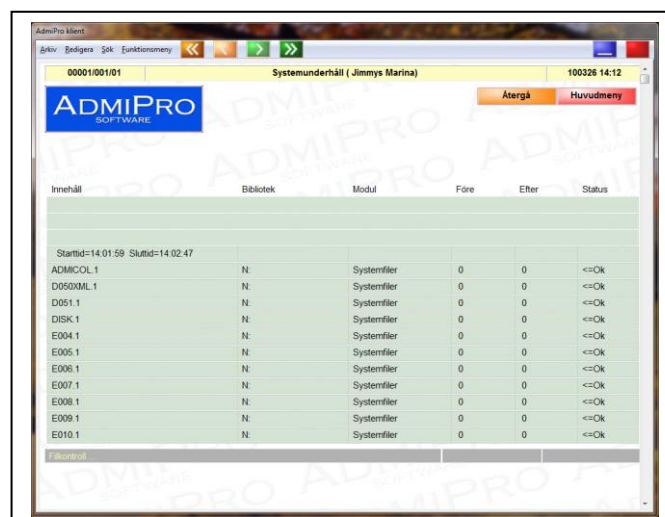 AdmiPro klient
Arkiv Redigera Sök Funktionsmeny
00001/001/01 Systemunderhåll ( Jimmys Marina) 100326 14:12
ADMIPRO
SOFTWARE
Återgå Huvudmeny
Innehåll Bibliotek Modul Före Efter Status
Starttid=14:01:59 Sluttid=14:02:47
ADMICOL.1 N: Systemfiler 0 0 <=Ok
D050XML.1 N: Systemfiler 0 0 <=Ok
D051.1 N: Systemfiler 0 0 <=Ok
DISK.1 N: Systemfiler 0 0 <=Ok
E004.1 N: Systemfiler 0 0 <=Ok
E005.1 N: Systemfiler 0 0 <=Ok
E006.1 N: Systemfiler 0 0 <=Ok
E007.1 N: Systemfiler 0 0 <=Ok
E008.1 N: Systemfiler 0 0 <=Ok
E009.1 N: Systemfiler 0 0 <=Ok
E010.1 N: Systemfiler 0 0 <=Ok
Filkontroll ...